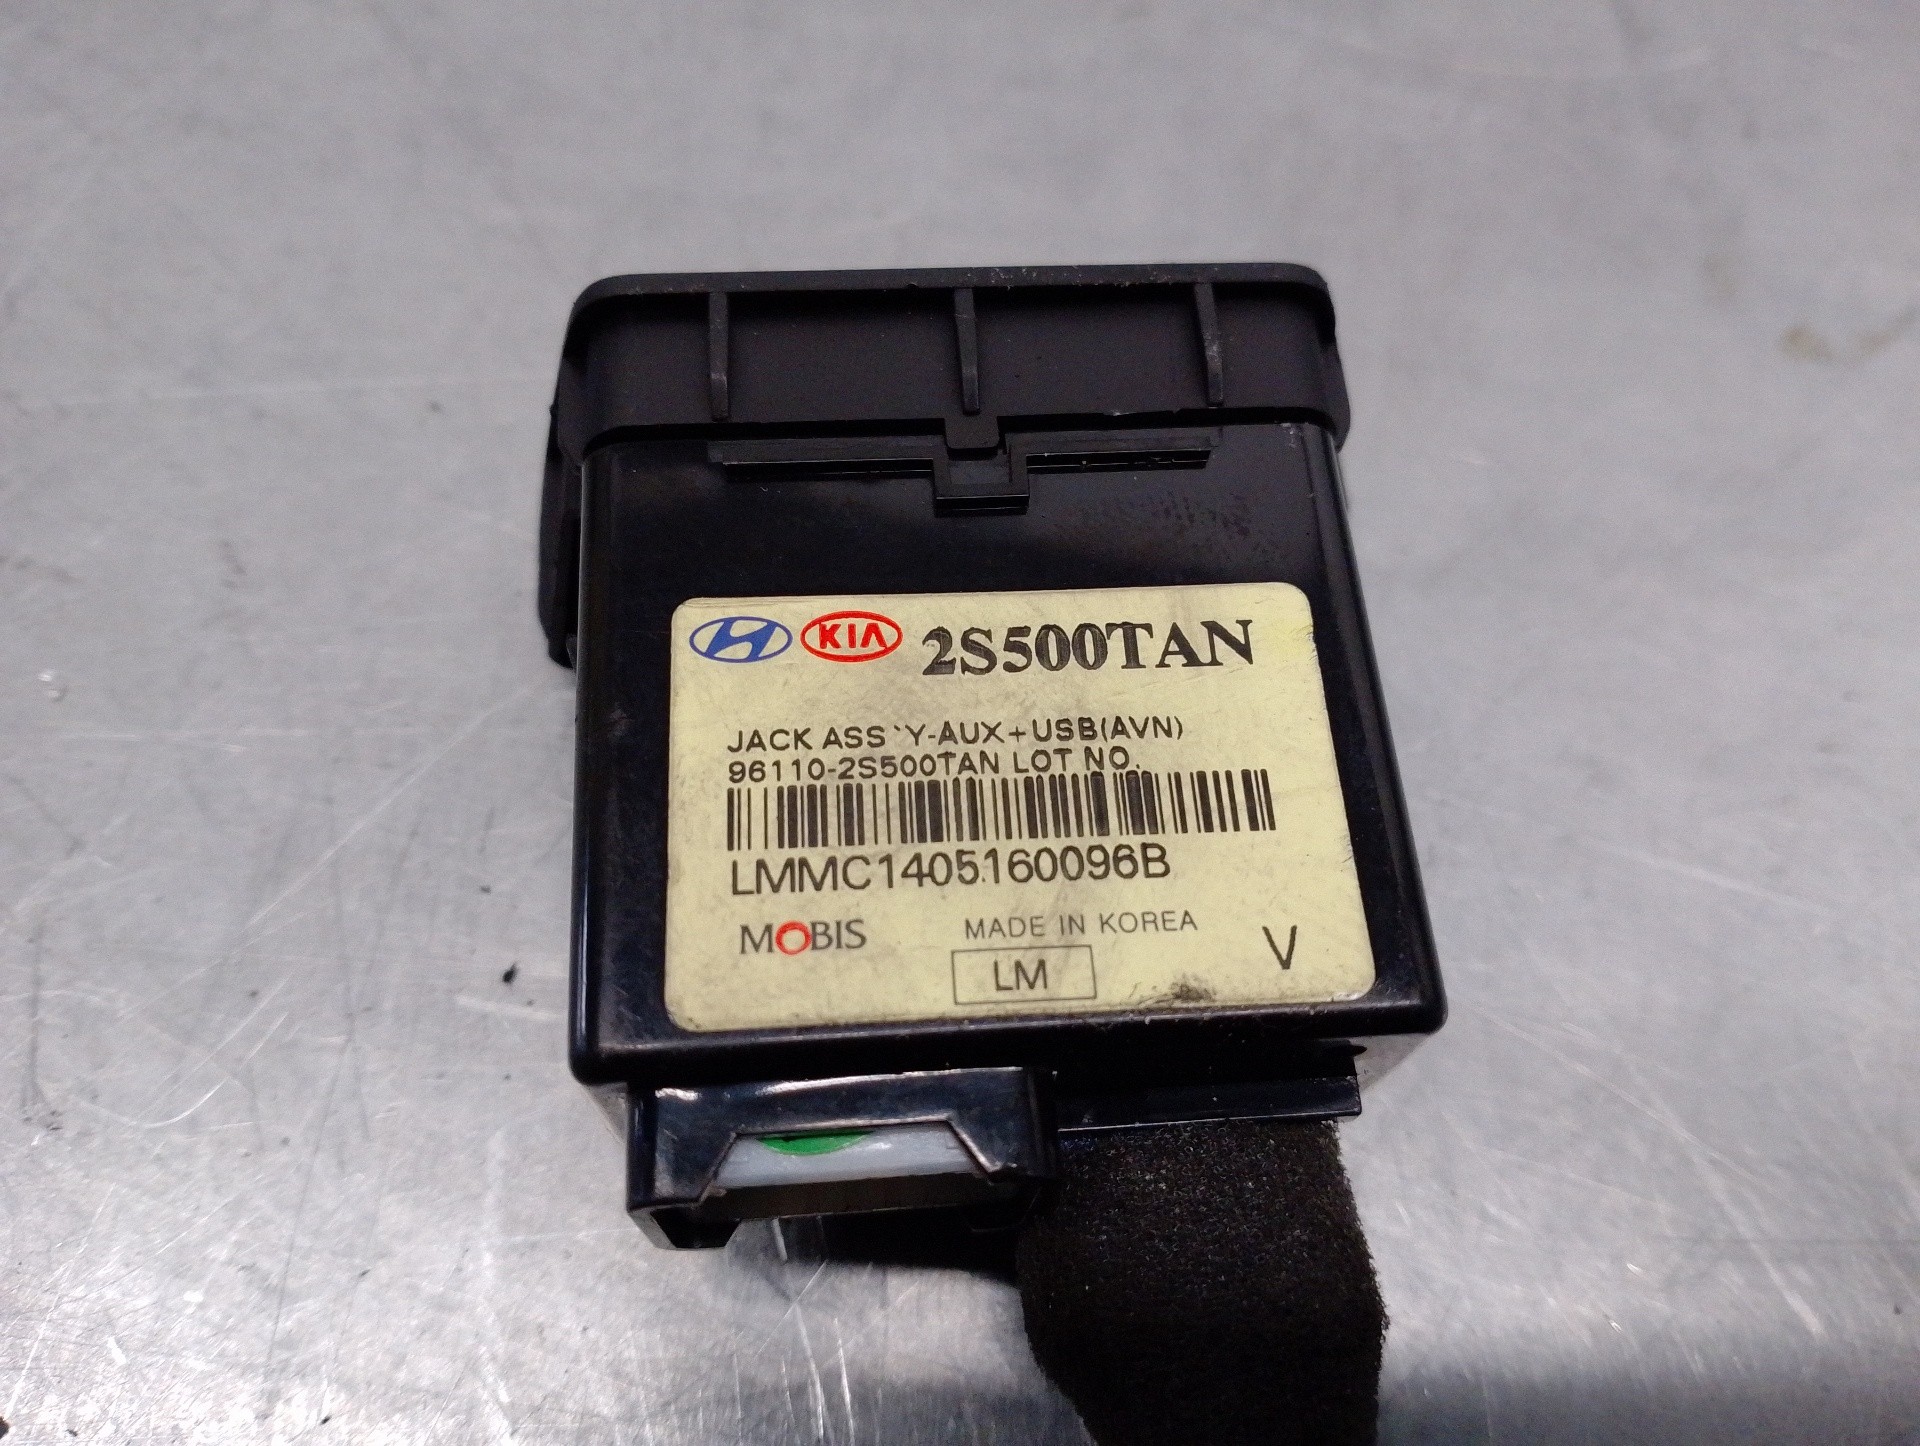 KIA 2S500TAN
JACK ASS`Y-AUX+USB(AVN)
96110-2S500TAN LOT NO.
LMMC1405160096B
MOBIS MADE IN KOREA
LM V